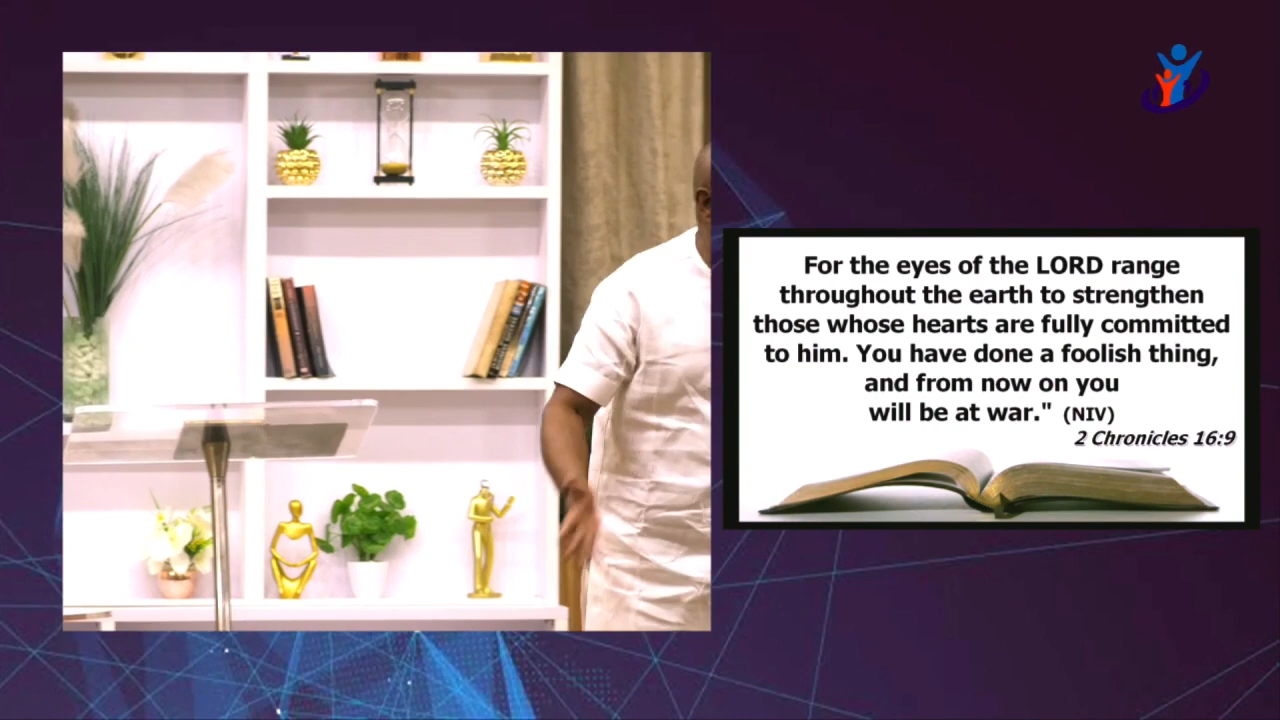 For the eyes of the LORD range
throughout the earth to strengthen
those whose hearts are fully committed
to him. You have done a foolish thing,
and from now on you
will be at war." (NIV)
2 Chronicles 16:9